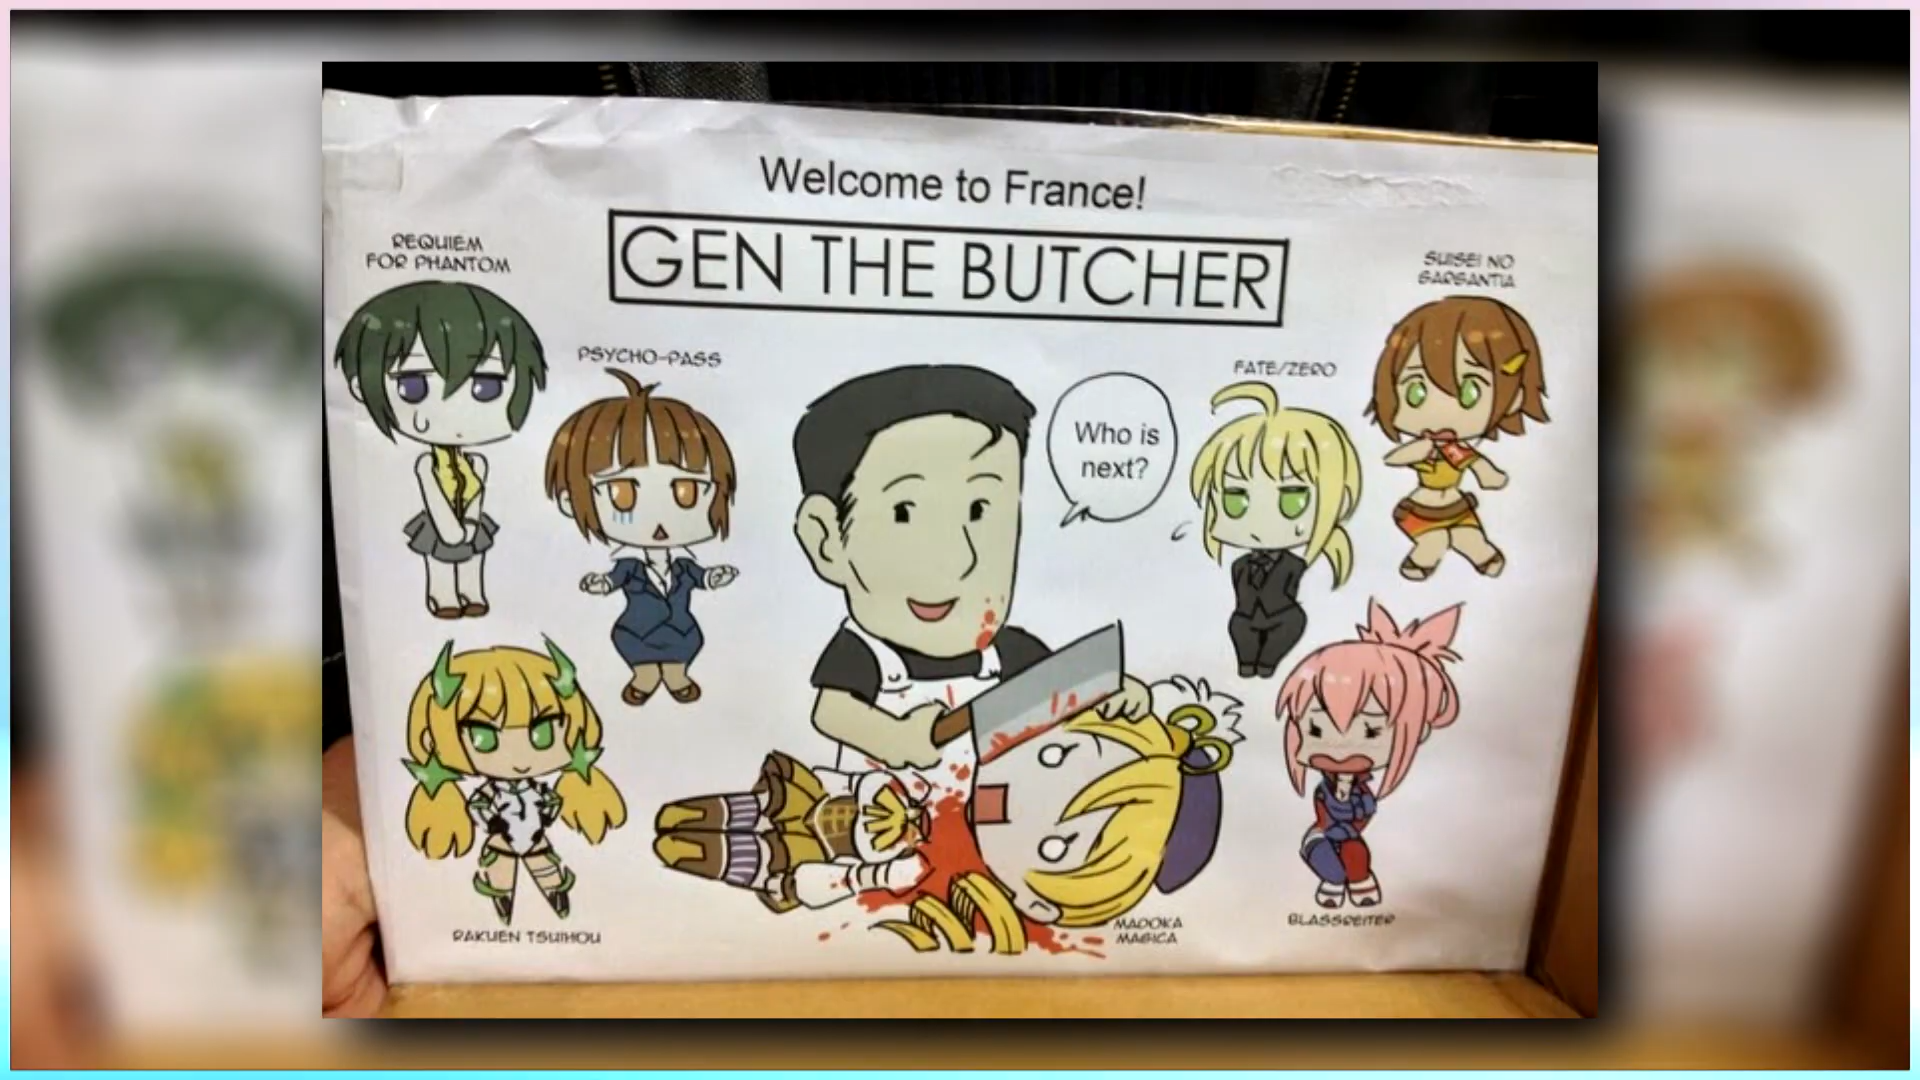 Welcome to France!
GEN THE BUTCHER
REQUIEM
FOR PHANTOM
PSYCHO-PASS
Who is
next?
FATE/ZERO
SUISEI NO
GARGANTIA
RAKUEN TSUIHOU
MADOKA
MAGICA
BLASSREITER